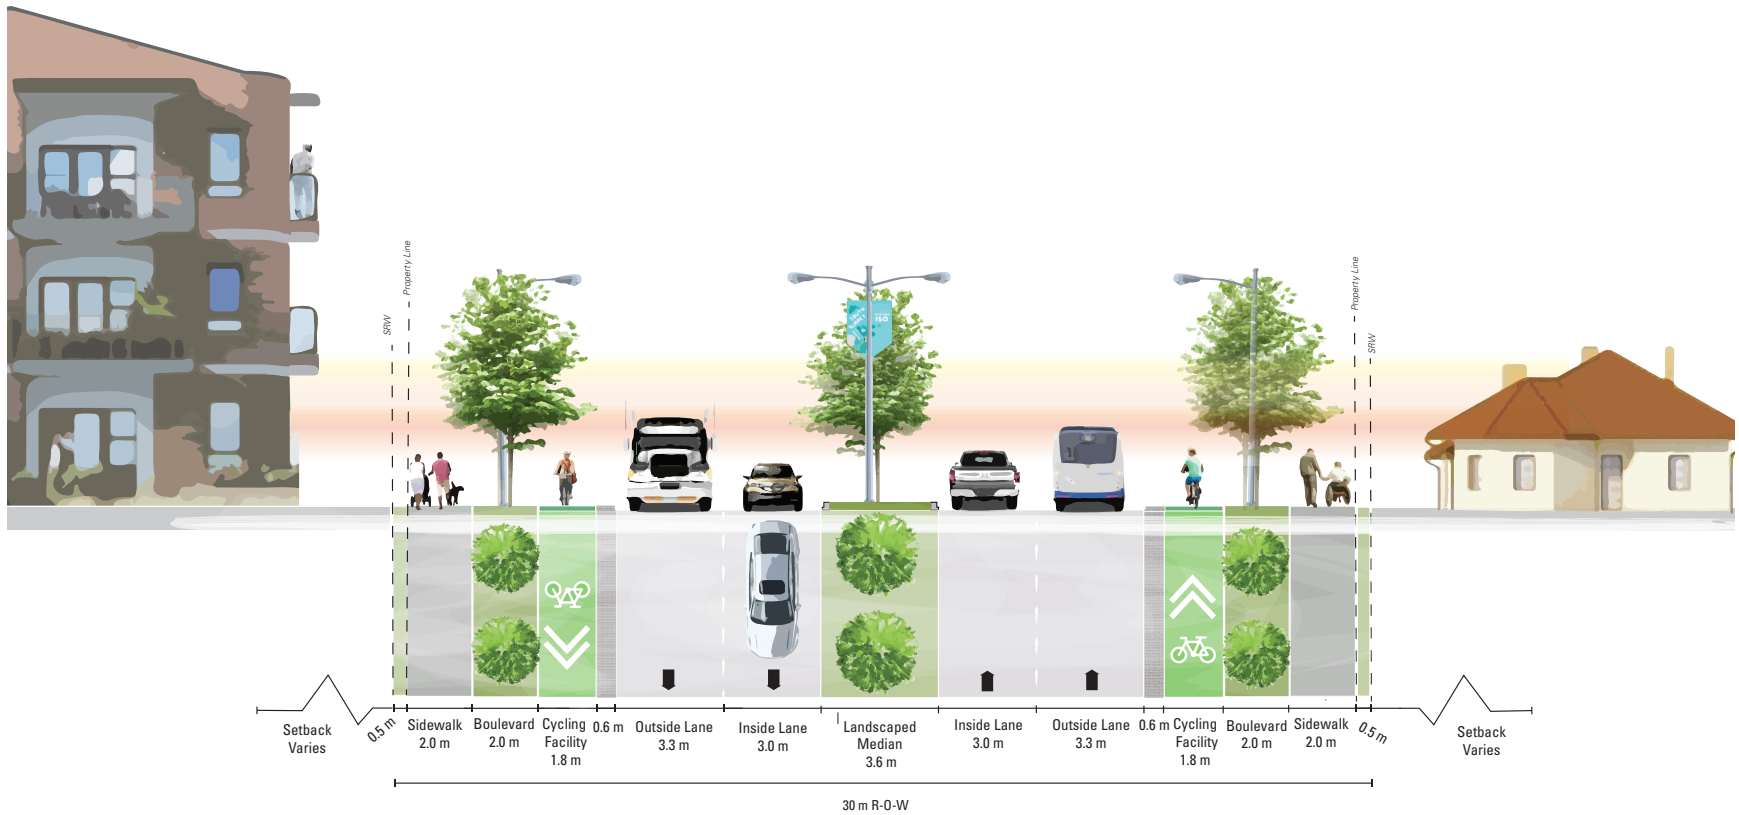 Property Line
SRW
Property Line
SRW
150
Setback
Varies
0.5 m
Sidewalk
2.0 m
Boulevard
2.0 m
Cycling
Facility
1.8 m
0.6 m
Outside Lane
3.3 m
Inside Lane
3.0 m
Landscaped
Median
3.6 m
Inside Lane
3.0 m
Outside Lane
3.3 m
0.6 m
Cycling
Facility
1.8 m
Boulevard
2.0 m
Sidewalk
2.0 m
0.5 m
Setback
Varies
30 m R-O-W